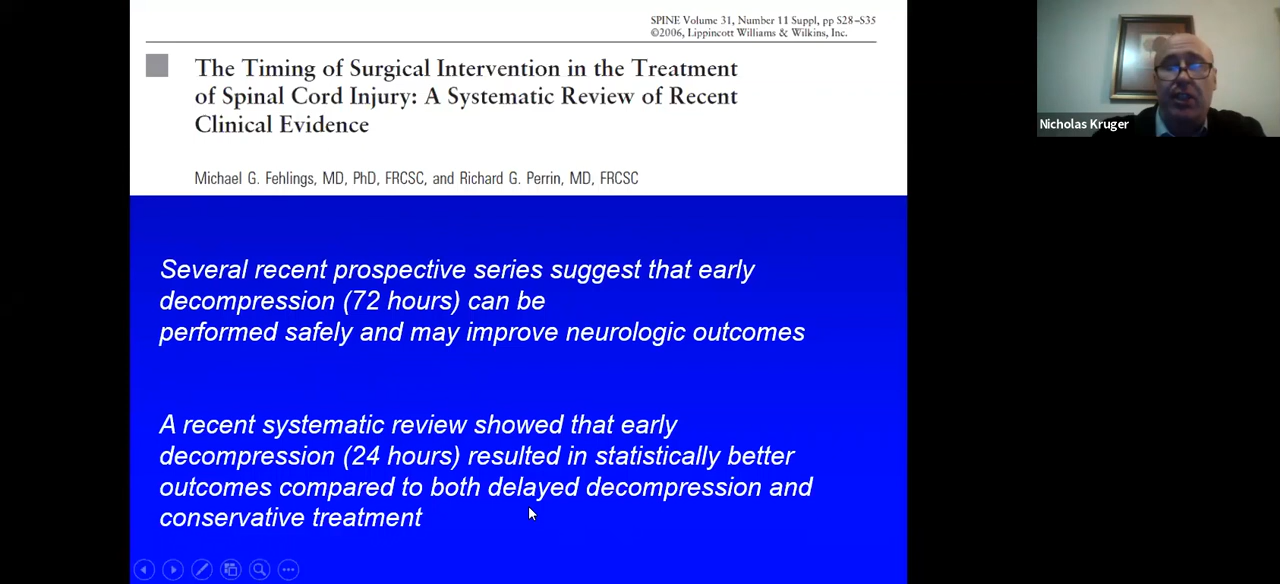 SPINE Volume 31, Number 11 Suppl, pp S28–S35
©2006, Lippincott Williams & Wilkins, Inc.
The Timing of Surgical Intervention in the Treatment
of Spinal Cord Injury: A Systematic Review of Recent
Clinical Evidence
Michael G. Fehlings, MD, PhD, FRCSC, and Richard G. Perrin, MD, FRCSC
Nicholas Kruger
Several recent prospective series suggest that early
decompression (72 hours) can be
performed safely and may improve neurologic outcomes
A recent systematic review showed that early
decompression (24 hours) resulted in statistically better
outcomes compared to both delayed decompression and
conservative treatment